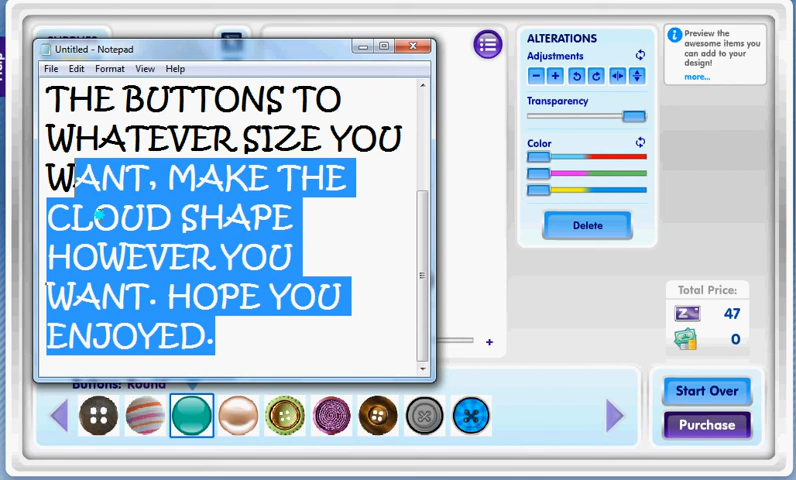 Help
Untitled - Notepad
File Edit Format View Help
THE BUTTONS TO
WHATEVER SIZE YOU
WANT, MAKE THE
CLOUD SHAPE
HOWEVER YOU
WANT. HOPE YOU
ENJOYED.
ALTERATIONS
Adjustments
Transparency
Color
Delete
Preview the
awesome items you
can add to your
design!
more...
Total Price:
Z 47
0
Buttons: Round
Start Over
Purchase